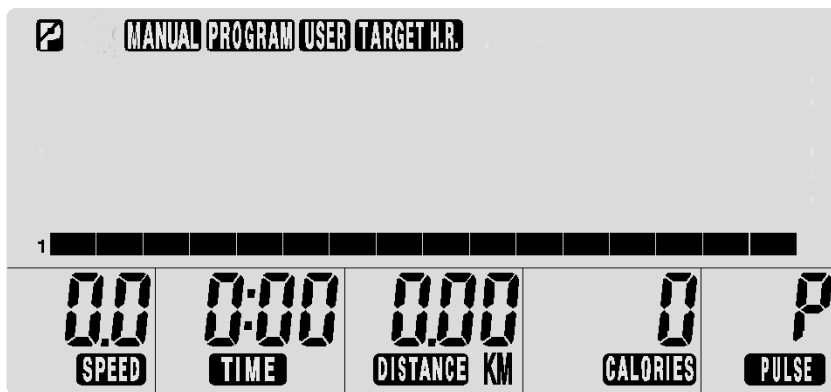 P MANUAL PROGRAM USER TARGET H.R.
1
0.0 0:00 0.00 0 P
SPEED TIME DISTANCE KM CALORIES PULSE